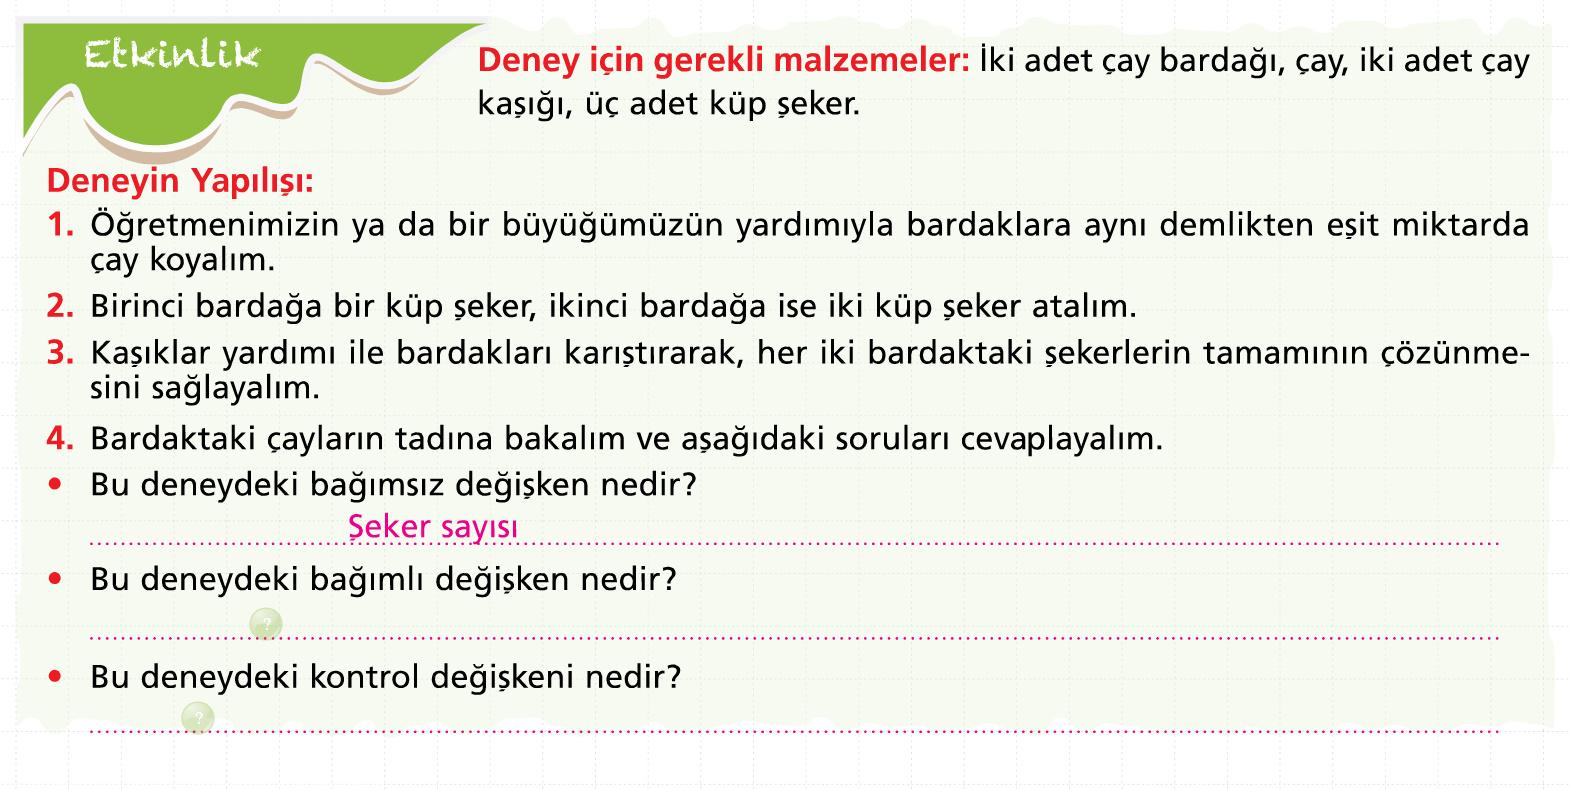 Etkinlik
Deney için gerekli malzemeler: İki adet çay bardağı, çay, iki adet çay
kaşığı, üç adet küp şeker.
Deneyin Yapılışı:
1. Öğretmenimizin ya da bir büyüğümüzün yardımıyla bardaklara aynı demlikten eşit miktarda
çay koyalım.
2. Birinci bardağa bir küp şeker, ikinci bardağa ise iki küp şeker atalım.
3. Kaşıklar yardımı ile bardakları karıştırarak, her iki bardaktaki şekerlerin tamamının çözünme-
sini sağlayalım.
4. Bardaktaki çayların tadına bakalım ve aşağıdaki soruları cevaplayalım.
• Bu deneydeki bağımsız değişken nedir?
Şeker sayısı
• Bu deneydeki bağımlı değişken nedir?
?
• Bu deneydeki kontrol değişkeni nedir?
?